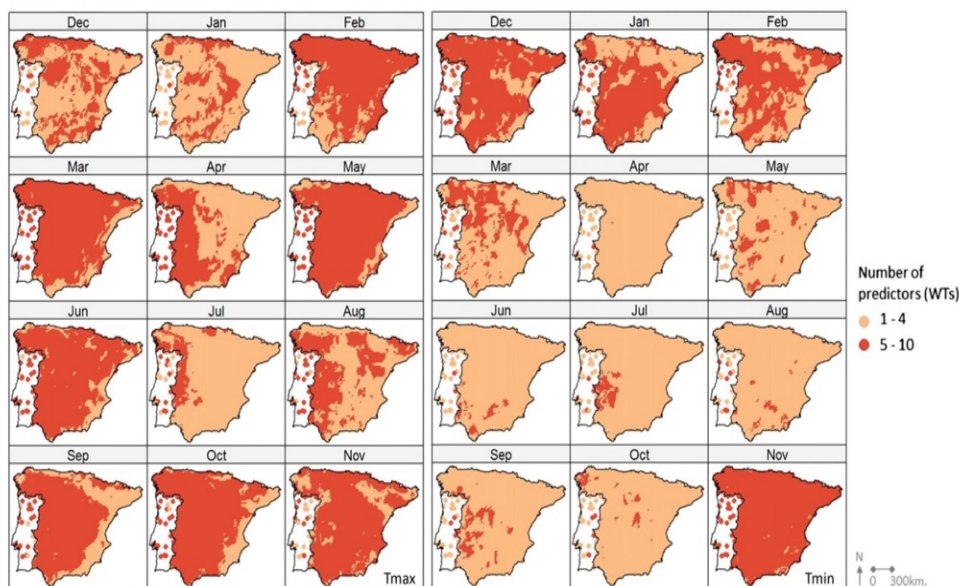 Dec Jan Feb
Mar Apr May
Jun Jul Aug
Sep Oct Nov
Tmax
Dec Jan Feb
Mar Apr May
Jun Jul Aug
Sep Oct Nov
Tmin
Number of
predictors (WTs)
1 - 4
5 - 10
N
0 300km.